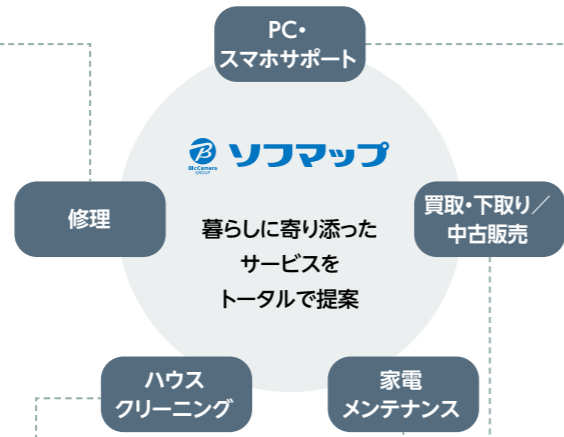 PC・
スマホサポート
BicCamera
GROUP
ソフマップ
修理
暮らしに寄り添った
サービスを
トータルで提案
買取・下取り／
中古販売
ハウス
クリーニング
家電
メンテナンス